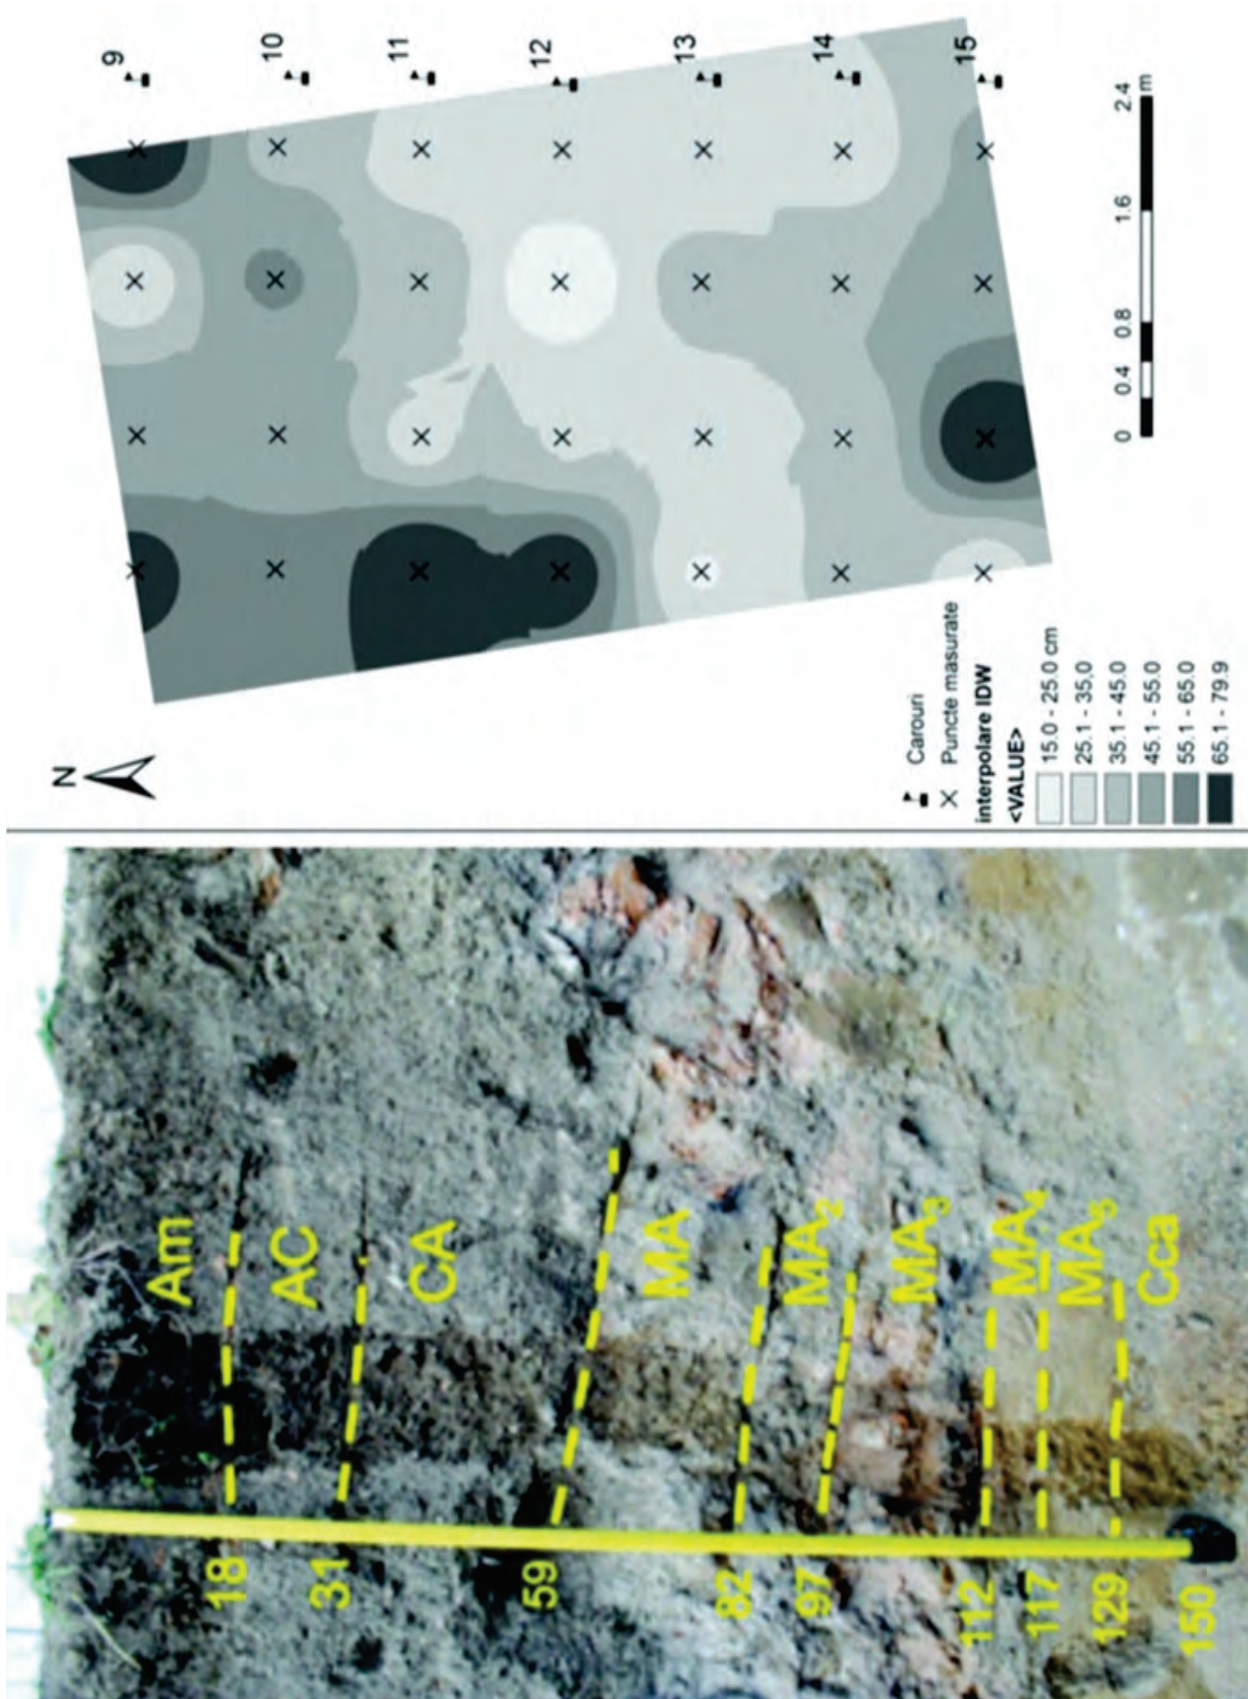 9
10
11
12
13
14
15
N
Carouri
Puncte masurate
interpolare IDW
<VALUE>
15.0 - 25.0 cm
25.1 - 35,0
35.1 - 45.0
45.1 - 55.0
55.1 - 65.0
65.1 - 79.9
0 0.4 0.8 1.6 2.4 m
Am
AC
CA
MA
MA₂
MA₃
MA₄
MA₅
Cca
18
31
59
82
97
112
117
129
150